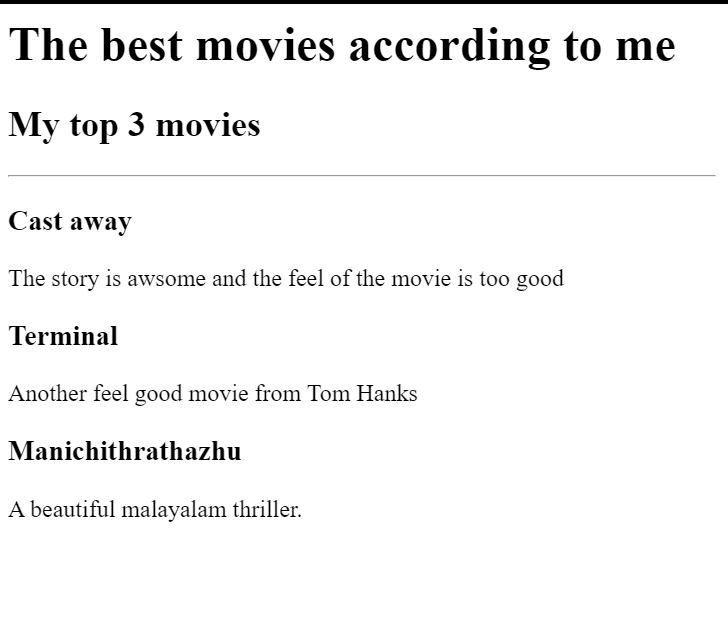 The best movies according to me
My top 3 movies
Cast away
The story is awsome and the feel of the movie is too good
Terminal
Another feel good movie from Tom Hanks
Manichithrathazhu
A beautiful malayalam thriller.